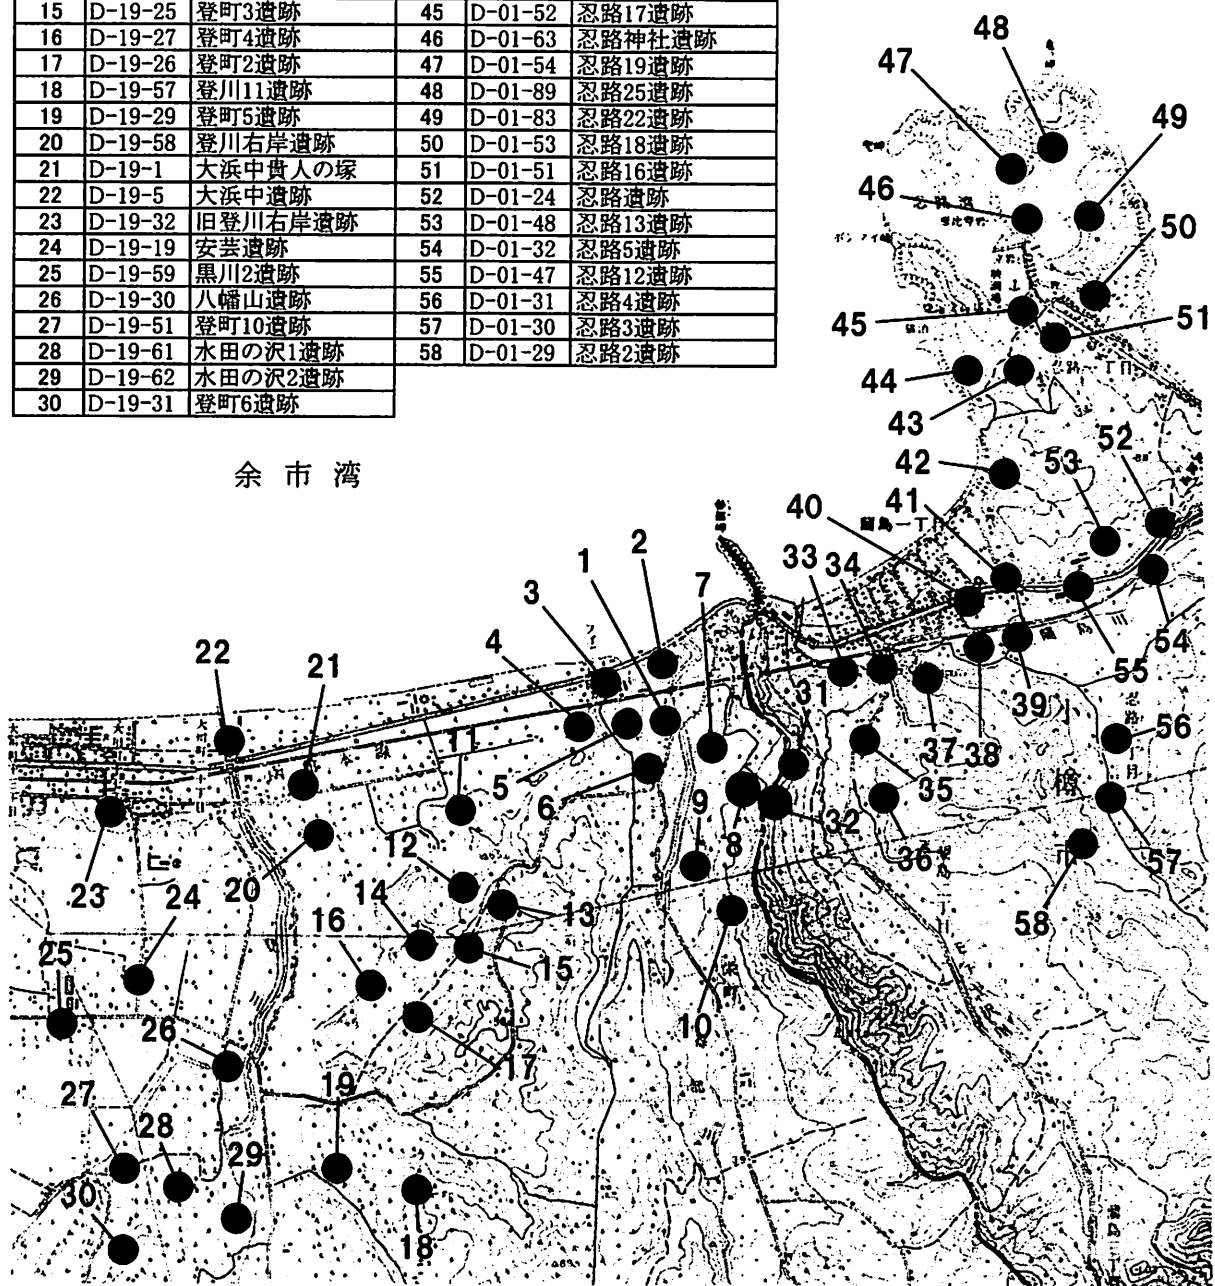 15 D-19-25 登町3遺跡 45 D-01-52 忍路17遺跡
16 D-19-27 登町4遺跡 46 D-01-63 忍路神社遺跡
17 D-19-26 登町2遺跡 47 D-01-54 忍路19遺跡
18 D-19-57 登川11遺跡 48 D-01-89 忍路25遺跡
19 D-19-29 登町5遺跡 49 D-01-83 忍路22遺跡
20 D-19-58 登川右岸遺跡 50 D-01-53 忍路18遺跡
21 D-19-1 大浜中貴人の塚 51 D-01-51 忍路16遺跡
22 D-19-5 大浜中遺跡 52 D-01-24 忍路遺跡
23 D-19-32 旧登川右岸遺跡 53 D-01-48 忍路13遺跡
24 D-19-19 安芸遺跡 54 D-01-32 忍路5遺跡
25 D-19-59 黒川2遺跡 55 D-01-47 忍路12遺跡
26 D-19-30 八幡山遺跡 56 D-01-31 忍路4遺跡
27 D-19-51 登町10遺跡 57 D-01-30 忍路3遺跡
28 D-19-61 水田の沢1遺跡 58 D-01-29 忍路2遺跡
29 D-19-62 水田の沢2遺跡
30 D-19-31 登町6遺跡
48
47
49
46
50
45
51
44
43
52
42
53
余市湾
41
40
蘭島一丁目
2
1
33 34
7
3
4
22
21
54
55
31
39
37
38
56
11
5
6
35
9
8
32
12
36
57
23
20
14
24
13
16
58
25
15
26
10
17
19
27
28
29
30
18
小
樽
市